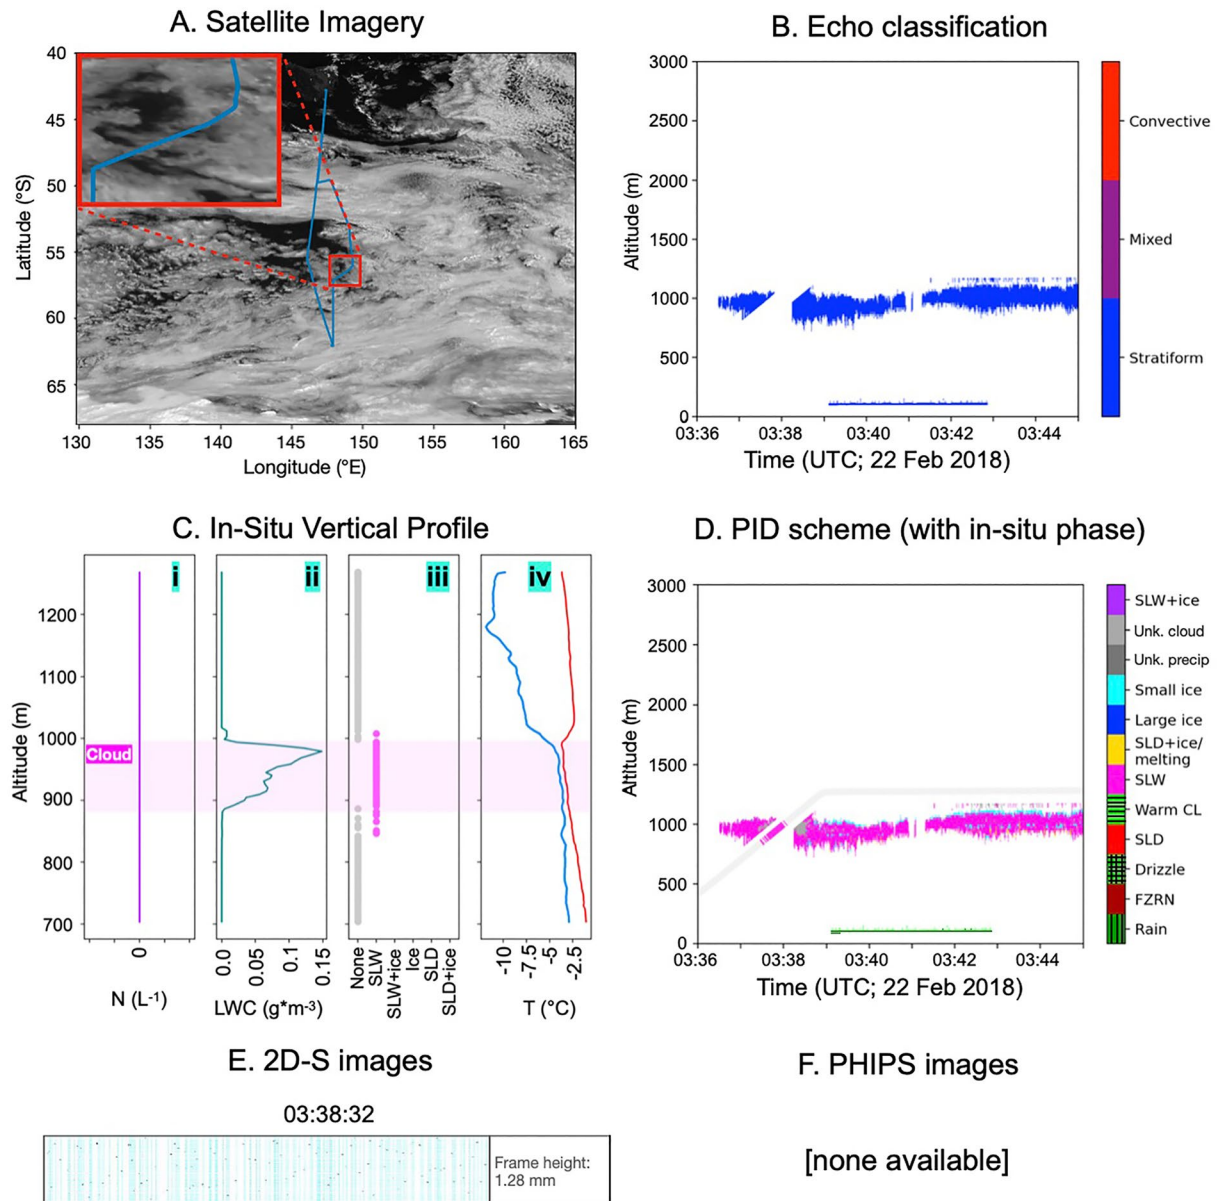 A. Satellite Imagery
40
45
50
55
60
65
Latitude (°S)
130 135 140 145 150 155 160 165
Longitude (°E)
B. Echo classification
3000
2500
2000
1500
1000
500
0
Altitude (m)
03:36 03:38 03:40 03:42 03:44
Time (UTC; 22 Feb 2018)
Convective
Mixed
Stratiform
C. In-Situ Vertical Profile
i ii iii iv
1200
1100
1000
900
800
700
Altitude (m)
Cloud
0
N (L-1)
0.0 0.05 0.1 0.15
LWC (g*m-3)
None
SLW
SLW+ice
Ice
SLD
SLD+ice
-10 -7.5 -5 -2.5
T (°C)
D. PID scheme (with in-situ phase)
3000
2500
2000
1500
1000
500
0
Altitude (m)
03:36 03:38 03:40 03:42 03:44
Time (UTC; 22 Feb 2018)
SLW+ice
Unk. cloud
Unk. precip
Small ice
Large ice
SLD+ice/
melting
SLW
Warm CL
SLD
Drizzle
FZRN
Rain
E. 2D-S images
03:38:32
Frame height:
1.28 mm
F. PHIPS images
[none available]